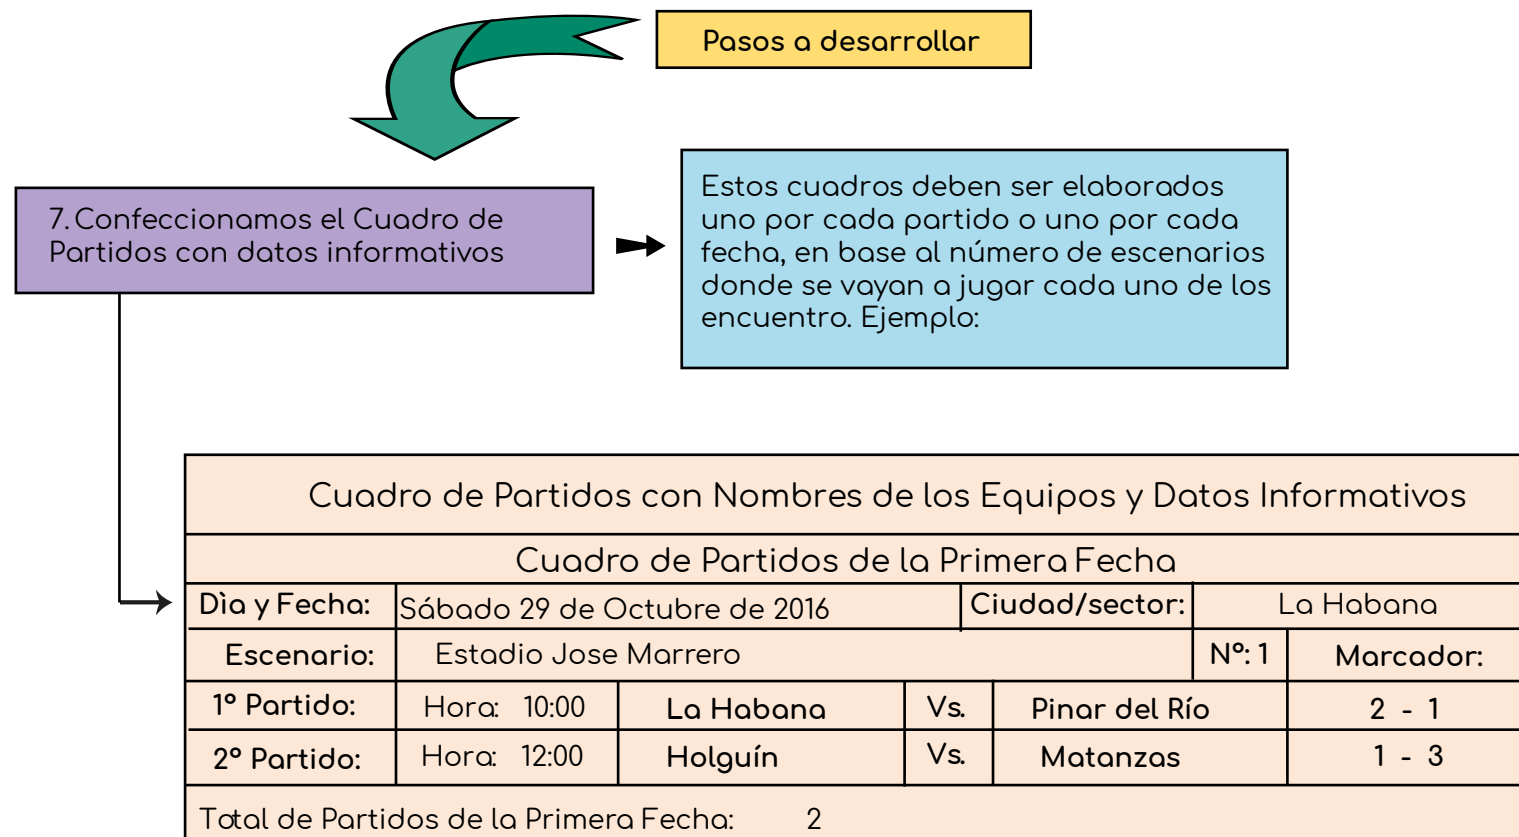 Pasos a desarrollar
7. Confeccionamos el Cuadro de
Partidos con datos informativos
Estos cuadros deben ser elaborados
uno por cada partido o uno por cada
fecha, en base al número de escenarios
donde se vayan a jugar cada uno de los
encuentro. Ejemplo:
Cuadro de Partidos con Nombres de los Equipos y Datos Informativos
Cuadro de Partidos de la Primera Fecha
Dìa y Fecha: Sábado 29 de Octubre de 2016 Ciudad/sector: La Habana
Escenario: Estadio Jose Marrero Nº: 1 Marcador:
1º Partido: Hora: 10:00 La Habana Vs. Pinar del Río 2 - 1
2º Partido: Hora: 12:00 Holguín Vs. Matanzas 1 - 3
Total de Partidos de la Primera Fecha: 2